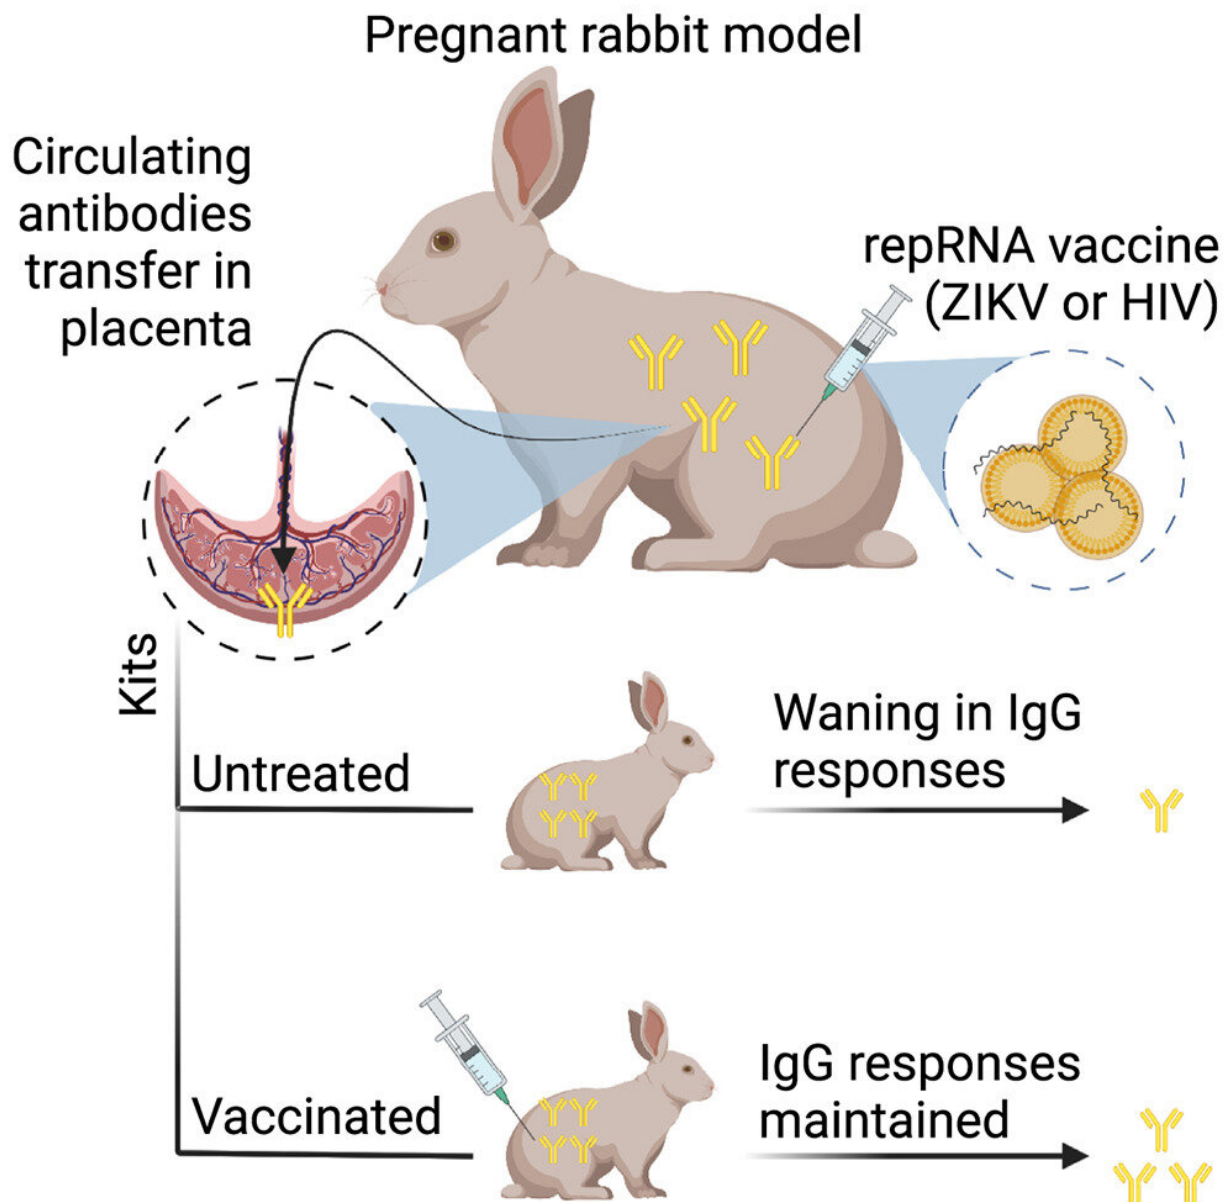 Pregnant rabbit model
Circulating
antibodies
transfer in
placenta
repRNA vaccine
(ZIKV or HIV)
Kits
Untreated
Waning in IgG
responses
Vaccinated
IgG responses
maintained